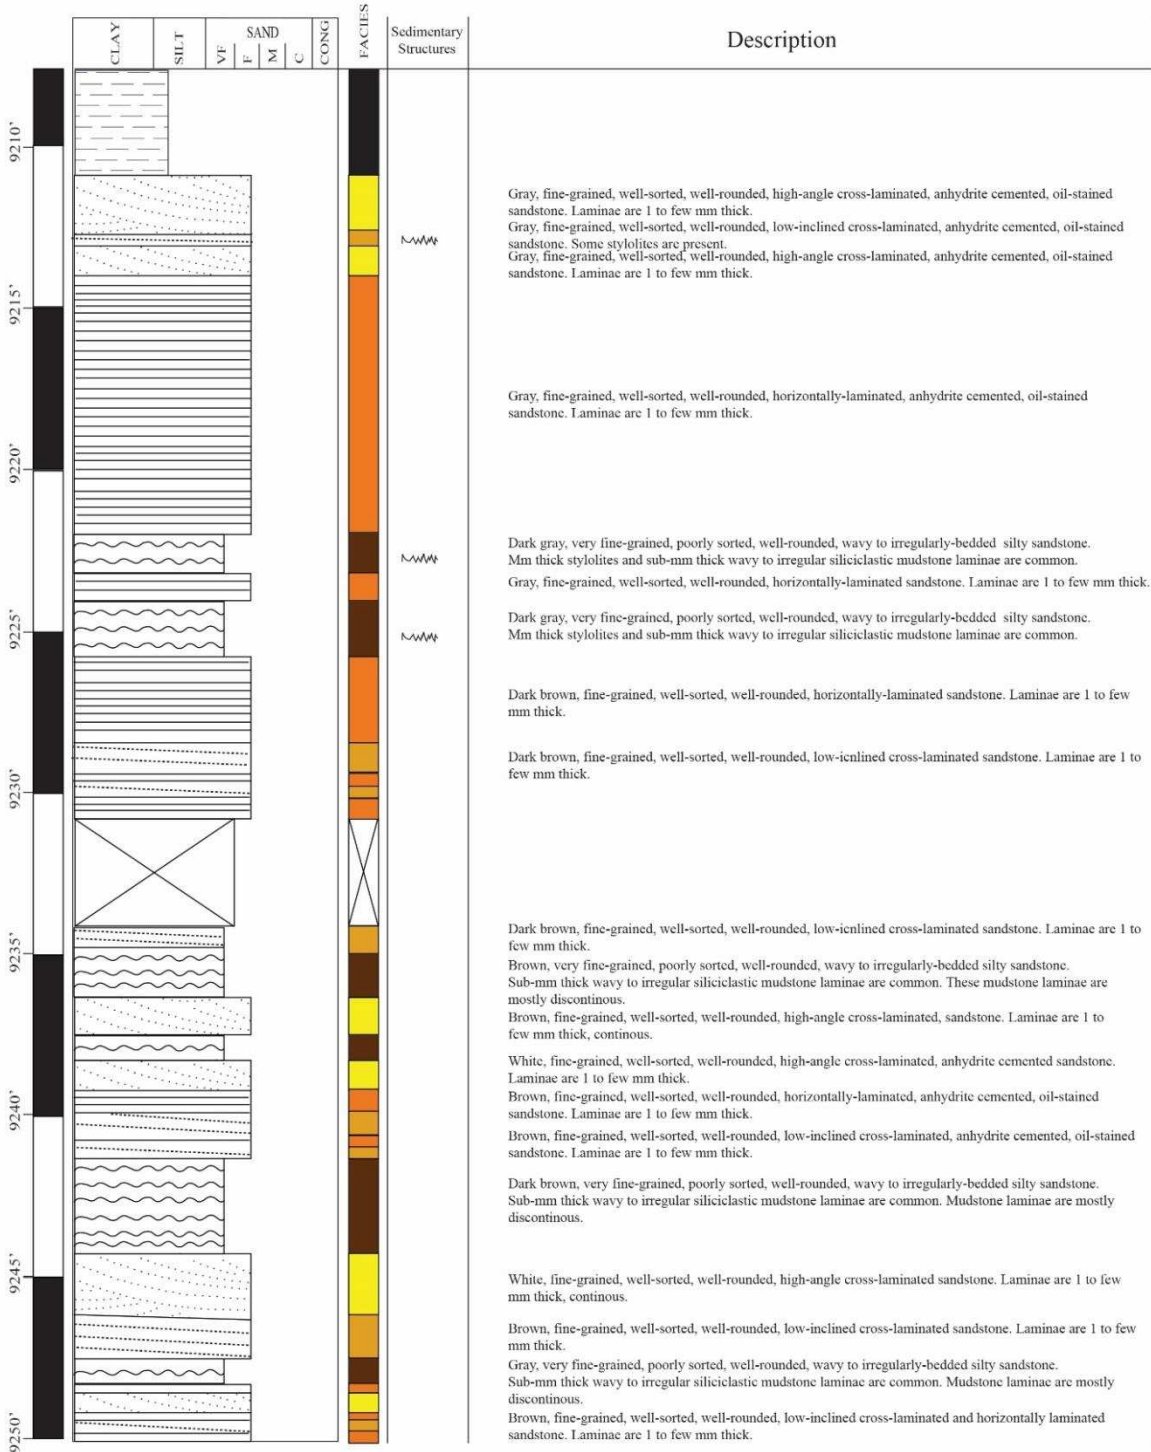 CLAY
SILT
SAND
VF
F
M
C
CONG
FACIES
Sedimentary
Structures
Description
9210'
9215'
9220'
9225'
9230'
9235'
9240'
9245'
9250'
Gray, fine-grained, well-sorted, well-rounded, high-angle cross-laminated, anhydrite cemented, oil-stained
sandstone. Laminae are 1 to few mm thick.
Gray, fine-grained, well-sorted, well-rounded, low-inclined cross-laminated, anhydrite cemented, oil-stained
sandstone. Some stylolites are present.
Gray, fine-grained, well-sorted, well-rounded, high-angle cross-laminated, anhydrite cemented, oil-stained
sandstone. Laminae are 1 to few mm thick.
Gray, fine-grained, well-sorted, well-rounded, horizontally-laminated, anhydrite cemented, oil-stained
sandstone. Laminae are 1 to few mm thick.
Dark gray, very fine-grained, poorly sorted, well-rounded, wavy to irregularly-bedded silty sandstone.
Mm thick stylolites and sub-mm thick wavy to irregular siliciclastic mudstone laminae are common.
Gray, fine-grained, well-sorted, well-rounded, horizontally-laminated sandstone. Laminae are 1 to few mm thick.
Dark gray, very fine-grained, poorly sorted, well-rounded, wavy to irregularly-bedded silty sandstone.
Mm thick stylolites and sub-mm thick wavy to irregular siliciclastic mudstone laminae are common.
Dark brown, fine-grained, well-sorted, well-rounded, horizontally-laminated sandstone. Laminae are 1 to few
mm thick.
Dark brown, fine-grained, well-sorted, well-rounded, low-icnlined cross-laminated sandstone. Laminae are 1 to
few mm thick.
Dark brown, fine-grained, well-sorted, well-rounded, low-icnlined cross-laminated sandstone. Laminae are 1 to
few mm thick.
Brown, very fine-grained, poorly sorted, well-rounded, wavy to irregularly-bedded silty sandstone.
Sub-mm thick wavy to irregular siliciclastic mudstone laminae are common. These mudstone laminae are
mostly discontinous.
Brown, fine-grained, well-sorted, well-rounded, high-angle cross-laminated, sandstone. Laminae are 1 to
few mm thick, continous.
White, fine-grained, well-sorted, well-rounded, high-angle cross-laminated, anhydrite cemented sandstone.
Laminae are 1 to few mm thick.
Brown, fine-grained, well-sorted, well-rounded, horizontally-laminated, anhydrite cemented, oil-stained
sandstone. Laminae are 1 to few mm thick.
Brown, fine-grained, well-sorted, well-rounded, low-inclined cross-laminated, anhydrite cemented, oil-stained
sandstone. Laminae are 1 to few mm thick.
Dark brown, very fine-grained, poorly sorted, well-rounded, wavy to irregularly-bedded silty sandstone.
Sub-mm thick wavy to irregular siliciclastic mudstone laminae are common. Mudstone laminae are mostly
discontinous.
White, fine-grained, well-sorted, well-rounded, high-angle cross-laminated sandstone. Laminae are 1 to few
mm thick, continous.
Brown, fine-grained, well-sorted, well-rounded, low-inclined cross-laminated sandstone. Laminae are 1 to few
mm thick.
Gray, very fine-grained, poorly sorted, well-rounded, wavy to irregularly-bedded silty sandstone.
Sub-mm thick wavy to irregular siliciclastic mudstone laminae are common. Mudstone laminae are mostly
discontinous.
Brown, fine-grained, well-sorted, well-rounded, low-inclined cross-laminated and horizontally laminated
sandstone. Laminae are 1 to few mm thick.